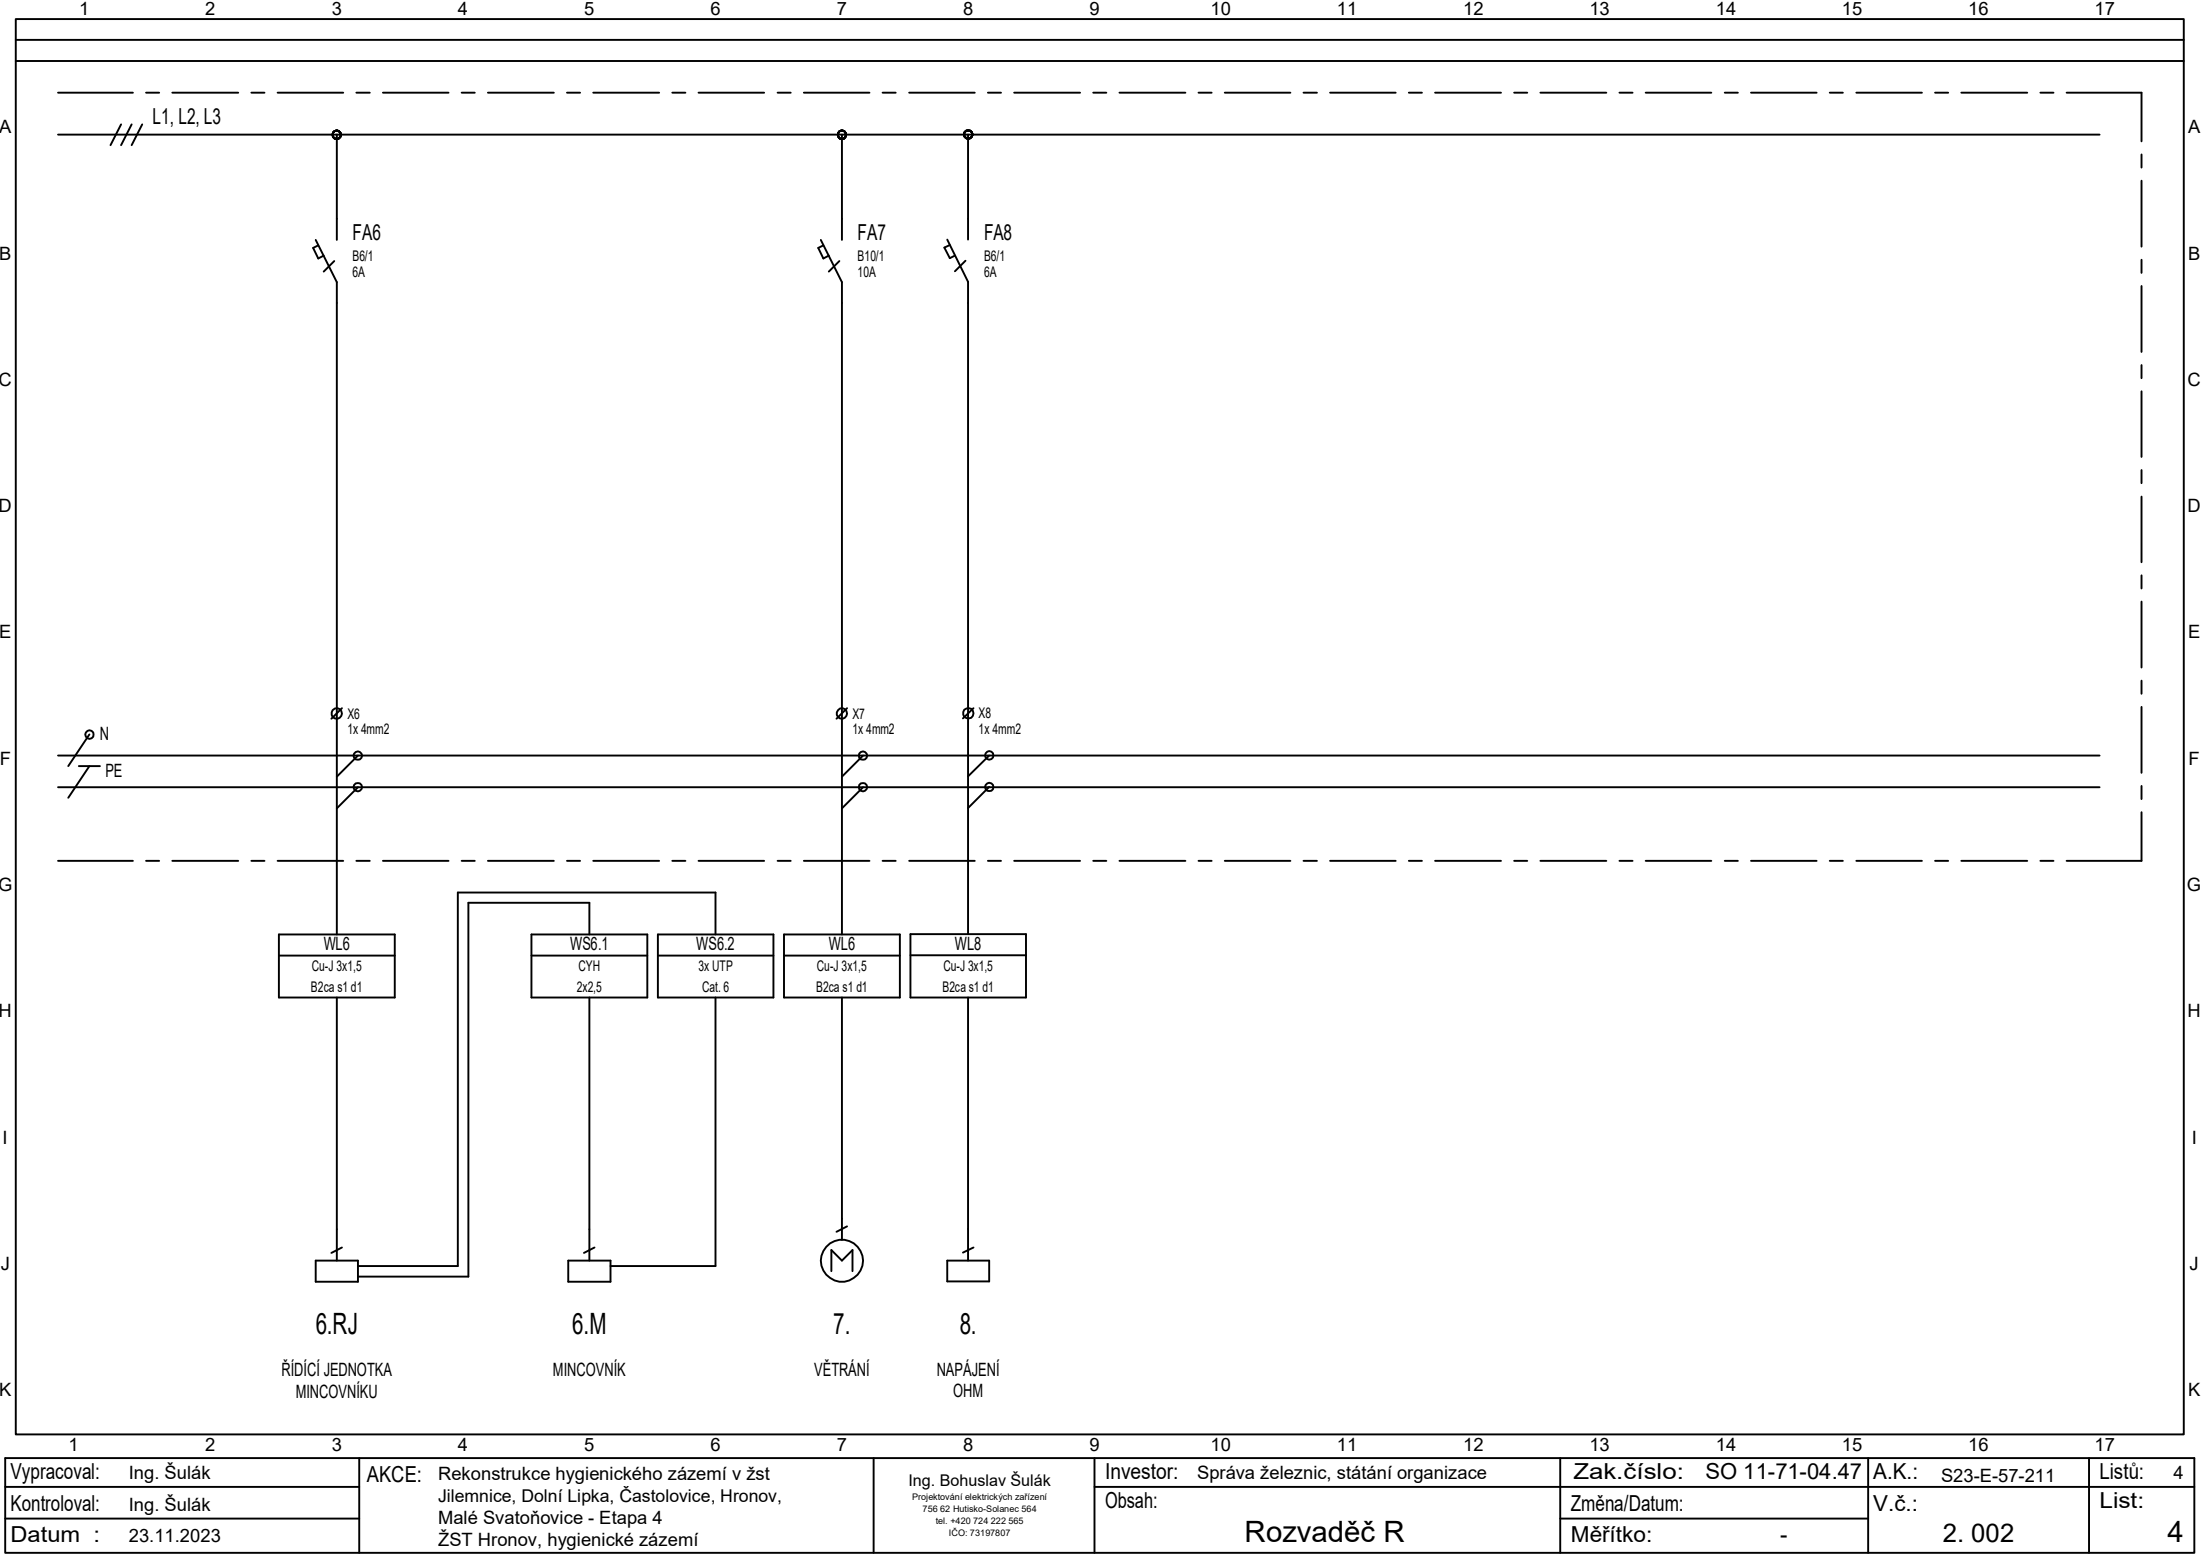 1 2 3 4 5 6 7 8 9 10 11 12 13 14 15 16 17
A L1, L2, L3 A
B FA6 FA7 FA8 B
B6/1 B10/1 B6/1
6A 10A 6A
C C
D D
E E
X6 X7 X8
1x 4mm2 1x 4mm2 1x 4mm2
N
F F
PE
G G
WL6 WS6.1 WS6.2 WL6 WL8
Cu-J 3x1,5 CYH 3x UTP Cu-J 3x1,5 Cu-J 3x1,5
B2ca s1 d1 2x2,5 Cat. 6 B2ca s1 d1 B2ca s1 d1
H H
I I
J M J
6.RJ 6.M 7. 8.
ŘÍDÍCÍ JEDNOTKA MINCOVNÍK VĚTRÁNÍ NAPÁJENÍ
MINCOVNÍKU OHM
K K
1 2 3 4 5 6 7 8 9 10 11 12 13 14 15 16 17
Vypracoval: Ing. Šulák
Kontroloval: Ing. Šulák
Datum : 23.11.2023
AKCE: Rekonstrukce hygienického zázemí v žst
Jilemnice, Dolní Lipka, Častolovice, Hronov,
Malé Svatoňovice - Etapa 4
ŽST Hronov, hygienické zázemí
Ing. Bohuslav Šulák
Projektování elektrických zařízení
756 62 Hutisko-Solanec 564
tel. +420 724 222 565
IČO: 73197807
Investor: Správa železnic, státání organizace
Obsah:
Rozvaděč R
Zak.číslo: SO 11-71-04.47
Změna/Datum:
Měřítko: -
A.K.: S23-E-57-211
V.č.:
2. 002
Listů: 4
List:
4